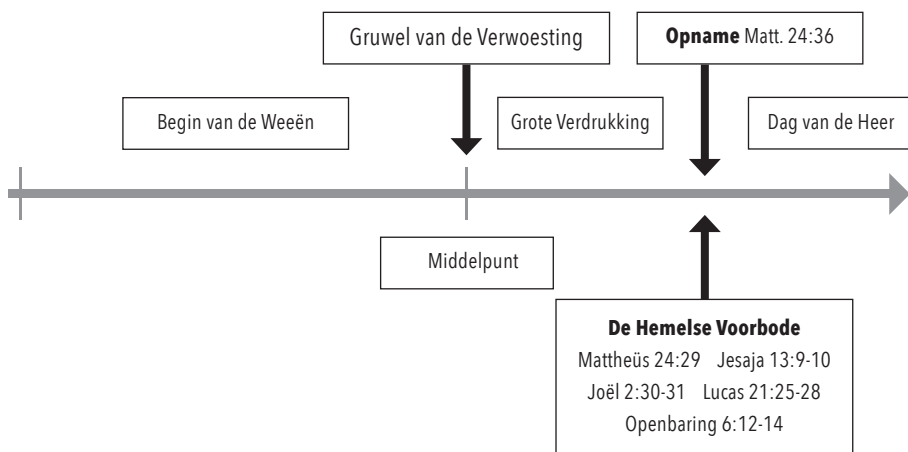 Gruwel van de Verwoesting
Opname Matt. 24:36
Begin van de Weeën
Grote Verdrukking
Dag van de Heer
Middelpunt
De Hemelse Voorbode
Mattheüs 24:29 Jesaja 13:9-10
Joël 2:30-31 Lucas 21:25-28
Openbaring 6:12-14